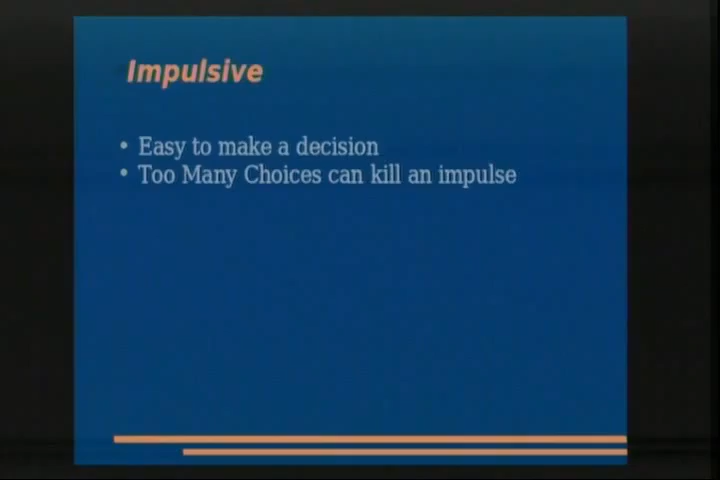 Impulsive
• Easy to make a decision
• Too Many Choices can kill an impulse